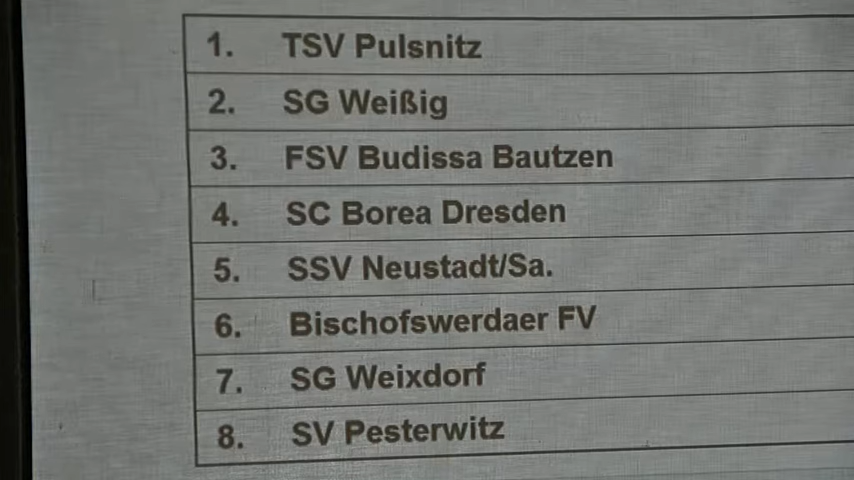 1. TSV Pulsnitz
2. SG Weißig
3. FSV Budissa Bautzen
4. SC Borea Dresden
5. SSV Neustadt/Sa.
6. Bischofswerdaer FV
7. SG Weixdorf
8. SV Pesterwitz